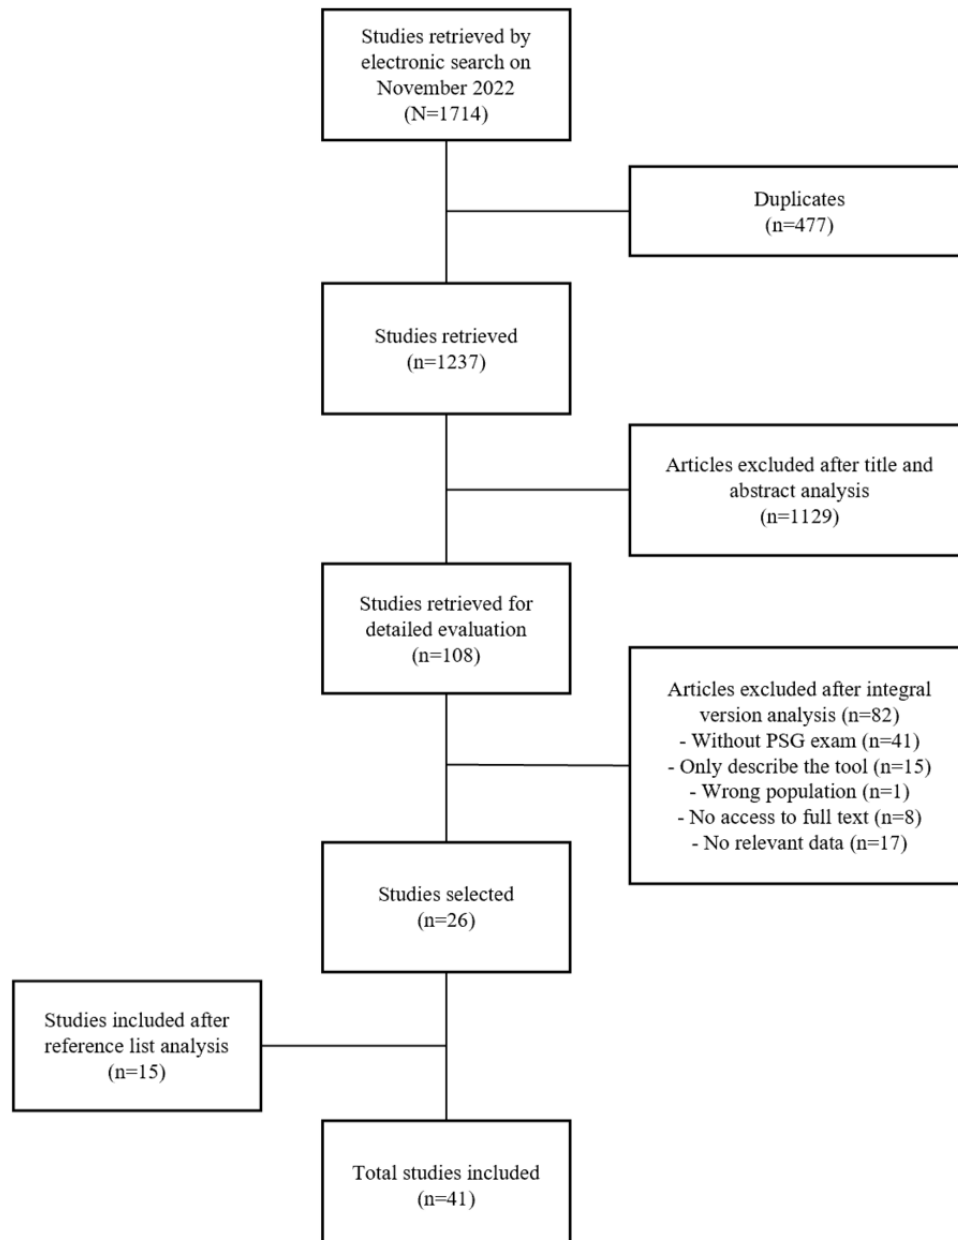 Studies retrieved by
electronic search on
November 2022
(N=1714)
Duplicates
(n=477)
Studies retrieved
(n=1237)
Articles excluded after title and
abstract analysis
(n=1129)
Studies retrieved for
detailed evaluation
(n=108)
Articles excluded after integral
version analysis (n=82)
- Without PSG exam (n=41)
- Only describe the tool (n=15)
- Wrong population (n=1)
- No access to full text (n=8)
- No relevant data (n=17)
Studies selected
(n=26)
Studies included after
reference list analysis
(n=15)
Total studies included
(n=41)